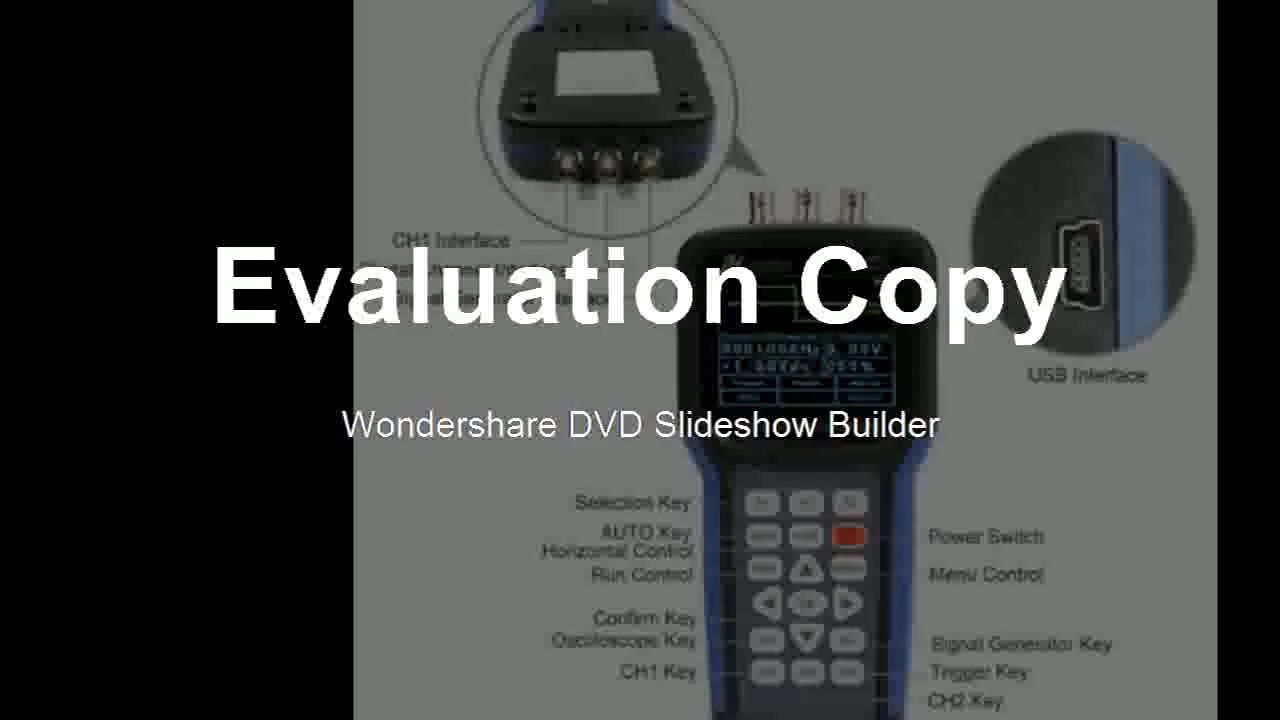 CH1 Interface
Evaluation Copy
USB Interface
Wondershare DVD Slideshow Builder
Selection Key
AUTO Key
Power Switch
Horizontal Control
Run Control
Menu Control
Confirm Key
Osciloscope Key
Signal Generator Key
CH1 Key
Trigger Key
CH2 Key